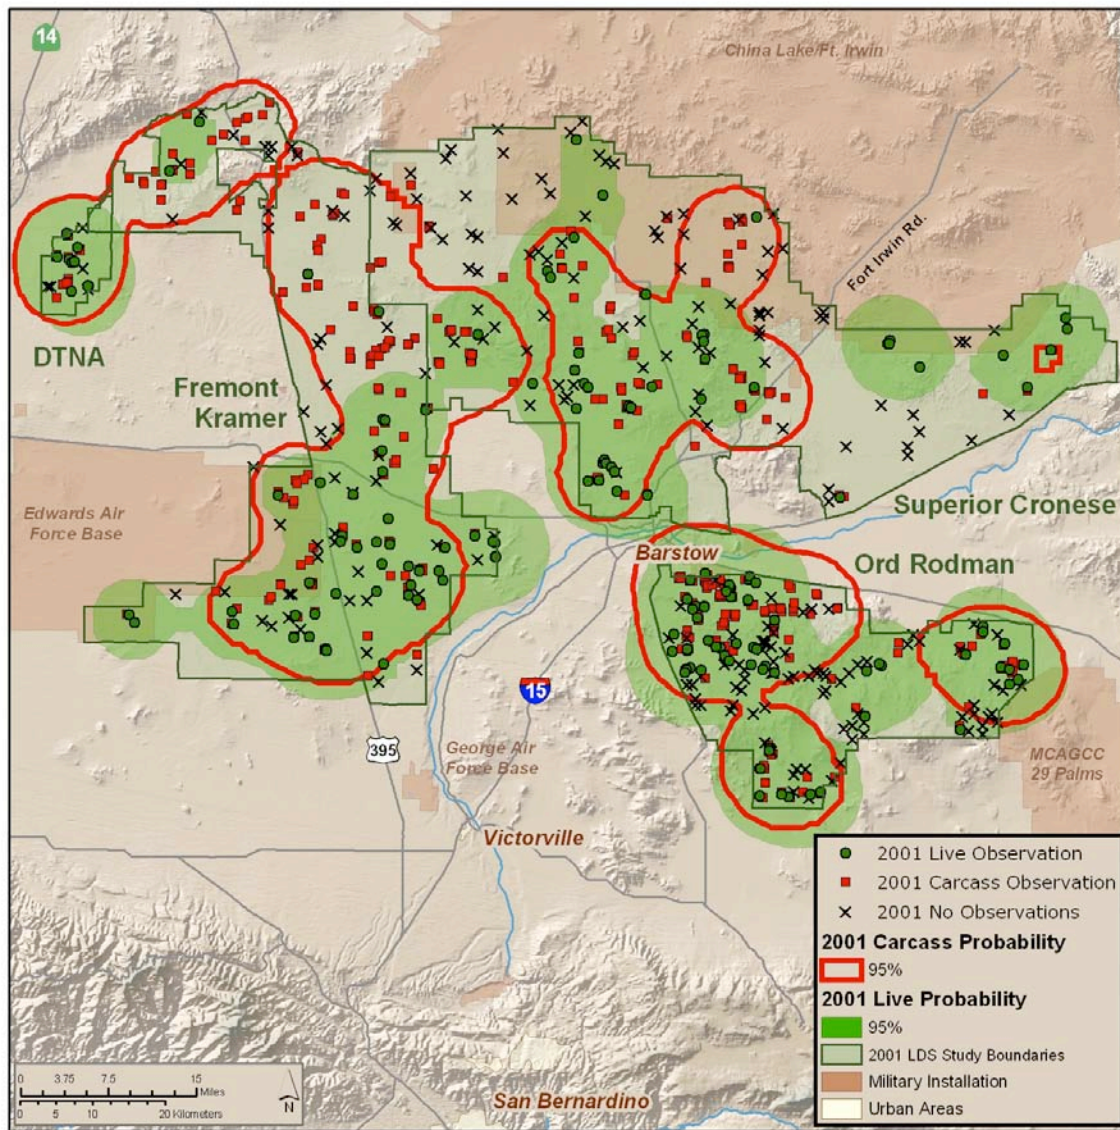 14
China Lake/Ft. Irwin
Fort Irwin Rd.
DTNA
Fremont
Kramer
Superior Cronese
Edwards Air
Force Base
Barstow
Ord Rodman
15
395
George Air
Force Base
MCAGCC
29 Palms
Victorville
San Bernardino
2001 Live Observation
2001 Carcass Observation
2001 No Observations
2001 Carcass Probability
95%
2001 Live Probability
95%
2001 LDS Study Boundaries
Military Installation
Urban Areas
0 3.75 7.5 15
Miles
0 5 10 20 Kilometers
N